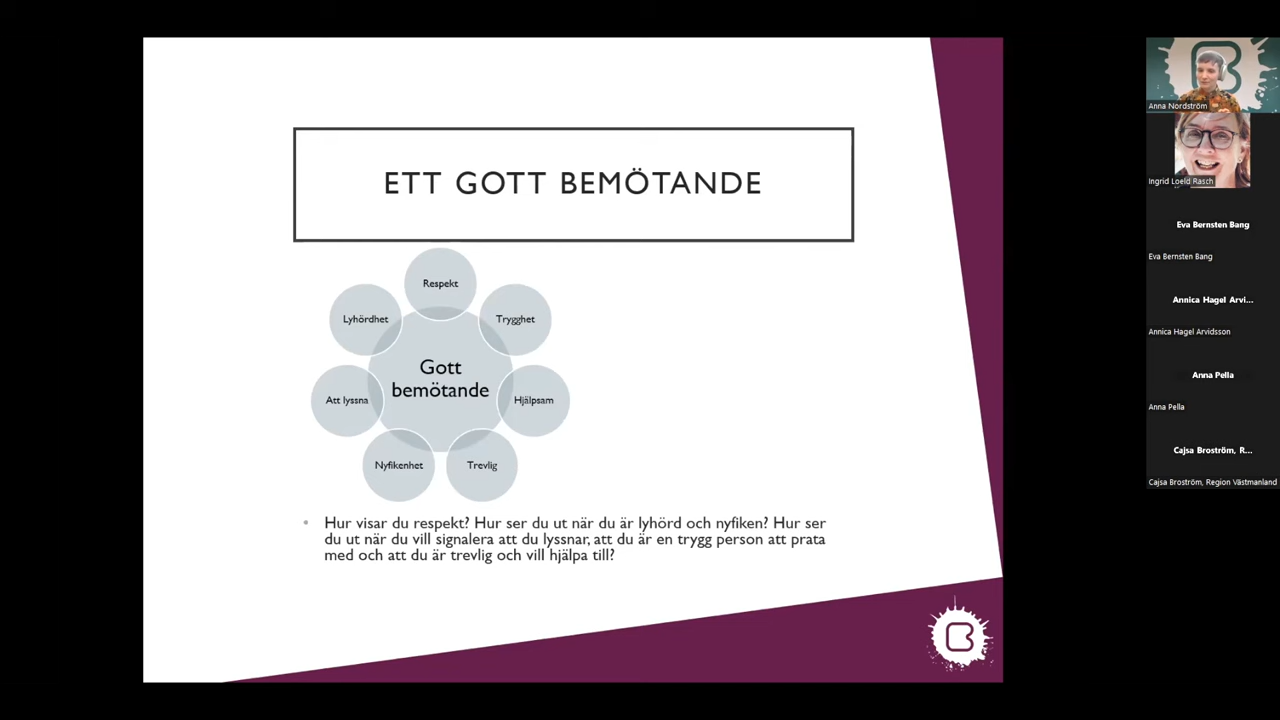 ETT GOTT BEMÖTANDE
Respekt
Lyhördhet
Trygghet
Gott
bemötande
Att lyssna
Hjälpsam
Nyfikenhet
Trevlig
• Hur visar du respekt? Hur ser du ut när du är lyhörd och nyfiken? Hur ser
du ut när du vill signalera att du lyssnar, att du är en trygg person att prata
med och att du är trevlig och vill hjälpa till?
B
Anna Nordström
Ingrid Loeld Rasch
Eva Bernsten Bang
Eva Bernsten Bang
Annica Hagel Arvi...
Annica Hagel Arvidsson
Anna Pella
Anna Pella
Cajsa Broström, R...
Cajsa Broström, Region Västmanland